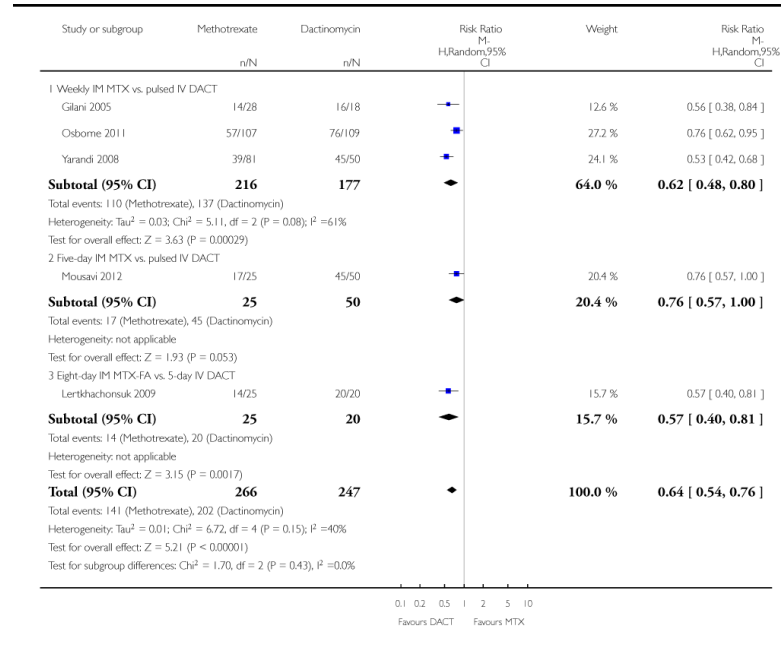 Study or subgroup Methotrexate Dactinomycin Risk Ratio Weight Risk Ratio
M- M-
H,Random,95% H,Random,95%
n/N n/N CI CI
1 Weekly IM MTX vs. pulsed IV DACT
Gilani 2005 14/28 16/18 12.6 % 0.56 [ 0.38, 0.84 ]
Osborne 2011 57/107 76/109 27.2 % 0.76 [ 0.62, 0.95 ]
Yarandi 2008 39/81 45/50 24.1 % 0.53 [ 0.42, 0.68 ]
Subtotal (95% CI) 216 177 64.0 % 0.62 [ 0.48, 0.80 ]
Total events: 110 (Methotrexate), 137 (Dactinomycin)
Heterogeneity: Tau² = 0.03; Chi² = 5.11, df = 2 (P = 0.08); I² =61%
Test for overall effect: Z = 3.63 (P = 0.00029)
2 Five-day IM MTX vs. pulsed IV DACT
Mousavi 2012 17/25 45/50 20.4 % 0.76 [ 0.57, 1.00 ]
Subtotal (95% CI) 25 50 20.4 % 0.76 [ 0.57, 1.00 ]
Total events: 17 (Methotrexate), 45 (Dactinomycin)
Heterogeneity: not applicable
Test for overall effect: Z = 1.93 (P = 0.053)
3 Eight-day IM MTX-FA vs. 5-day IV DACT
Lertkhachonsuk 2009 14/25 20/20 15.7 % 0.57 [ 0.40, 0.81 ]
Subtotal (95% CI) 25 20 15.7 % 0.57 [ 0.40, 0.81 ]
Total events: 14 (Methotrexate), 20 (Dactinomycin)
Heterogeneity: not applicable
Test for overall effect: Z = 3.15 (P = 0.0017)
Total (95% CI) 266 247 100.0 % 0.64 [ 0.54, 0.76 ]
Total events: 141 (Methotrexate), 202 (Dactinomycin)
Heterogeneity: Tau² = 0.01; Chi² = 6.72, df = 4 (P = 0.15); I² =40%
Test for overall effect: Z = 5.21 (P < 0.00001)
Test for subgroup differences: Chi² = 1.70, df = 2 (P = 0.43), I² =0.0%
0.1 0.2 0.5 1 2 5 10
Favours DACT Favours MTX